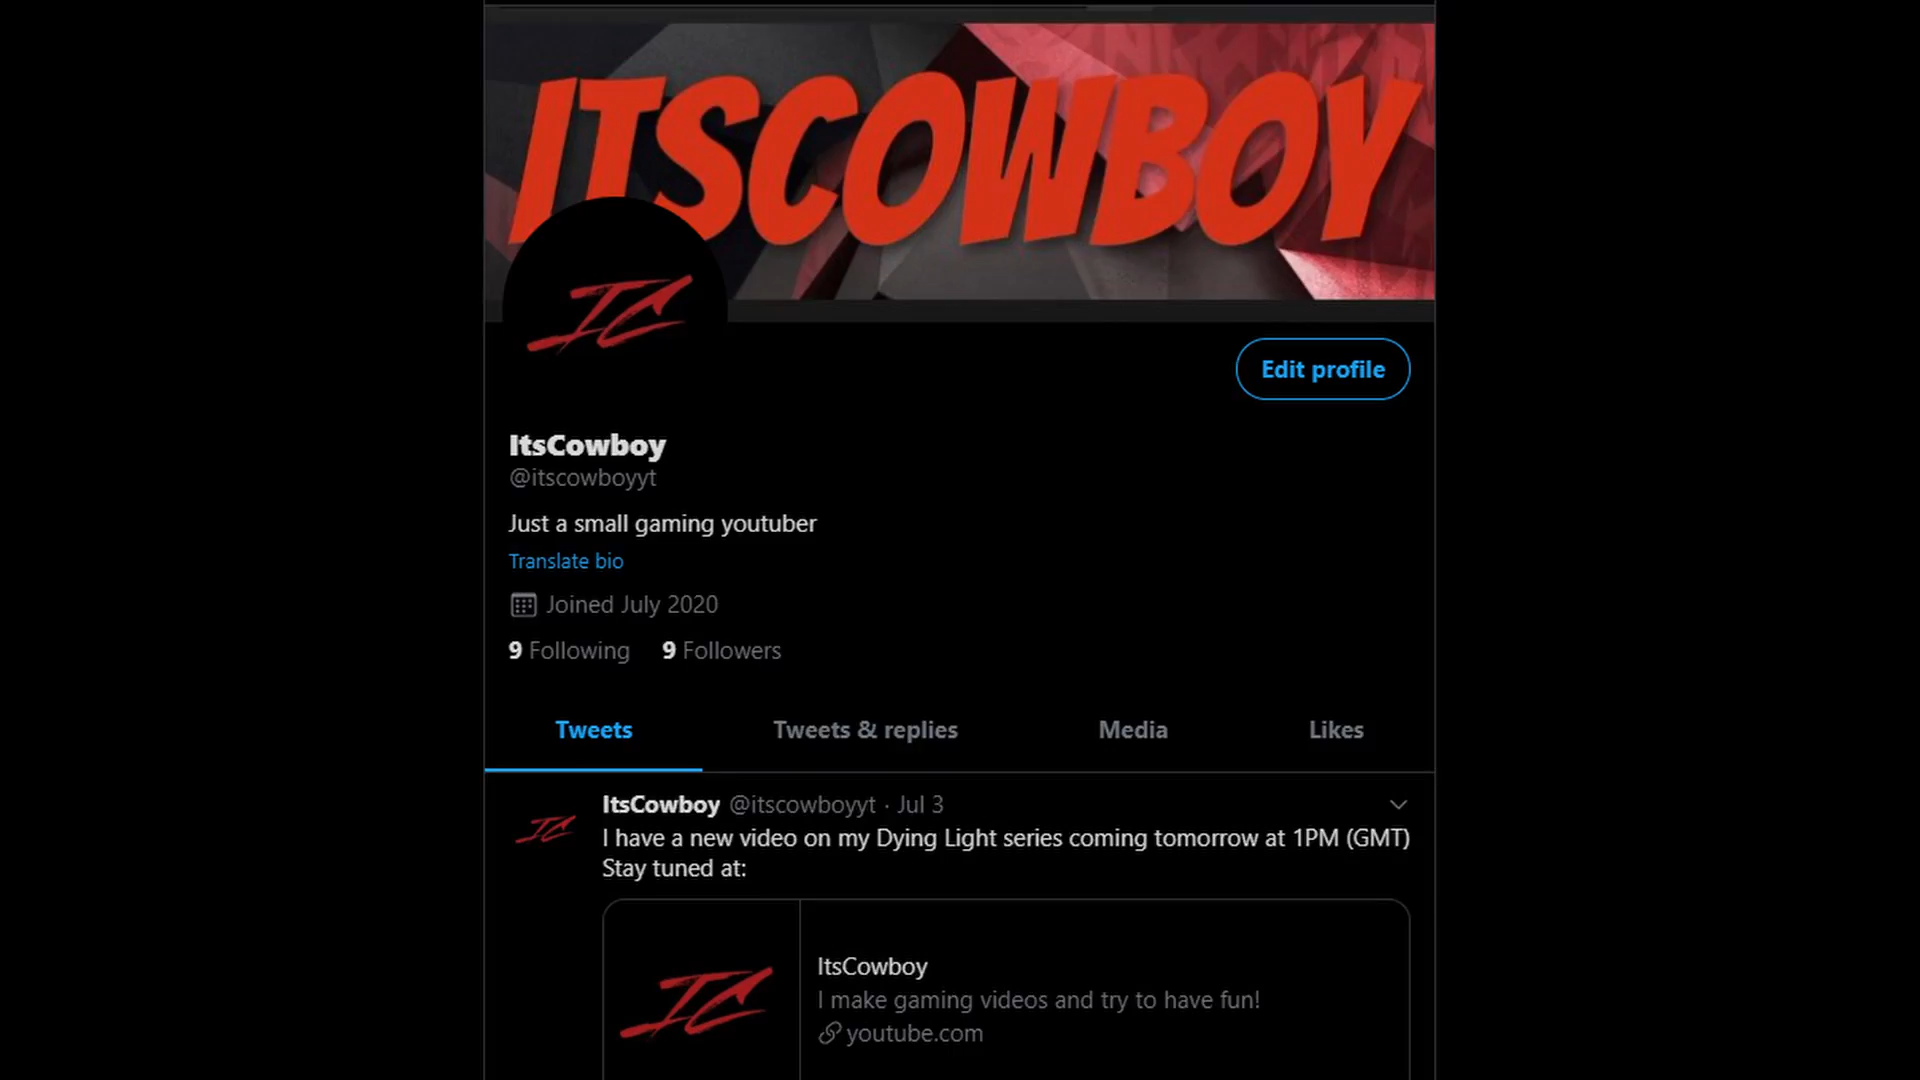 ITSCOWBOY
IC
Edit profile
ItsCowboy
@itscowboyyt
Just a small gaming youtuber
Translate bio
Joined July 2020
9 Following 9 Followers
Tweets Tweets & replies Media Likes
ItsCowboy @itscowboyyt · Jul 3
IC
I have a new video on my Dying Light series coming tomorrow at 1PM (GMT)
Stay tuned at:
IC
ItsCowboy
I make gaming videos and try to have fun!
youtube.com